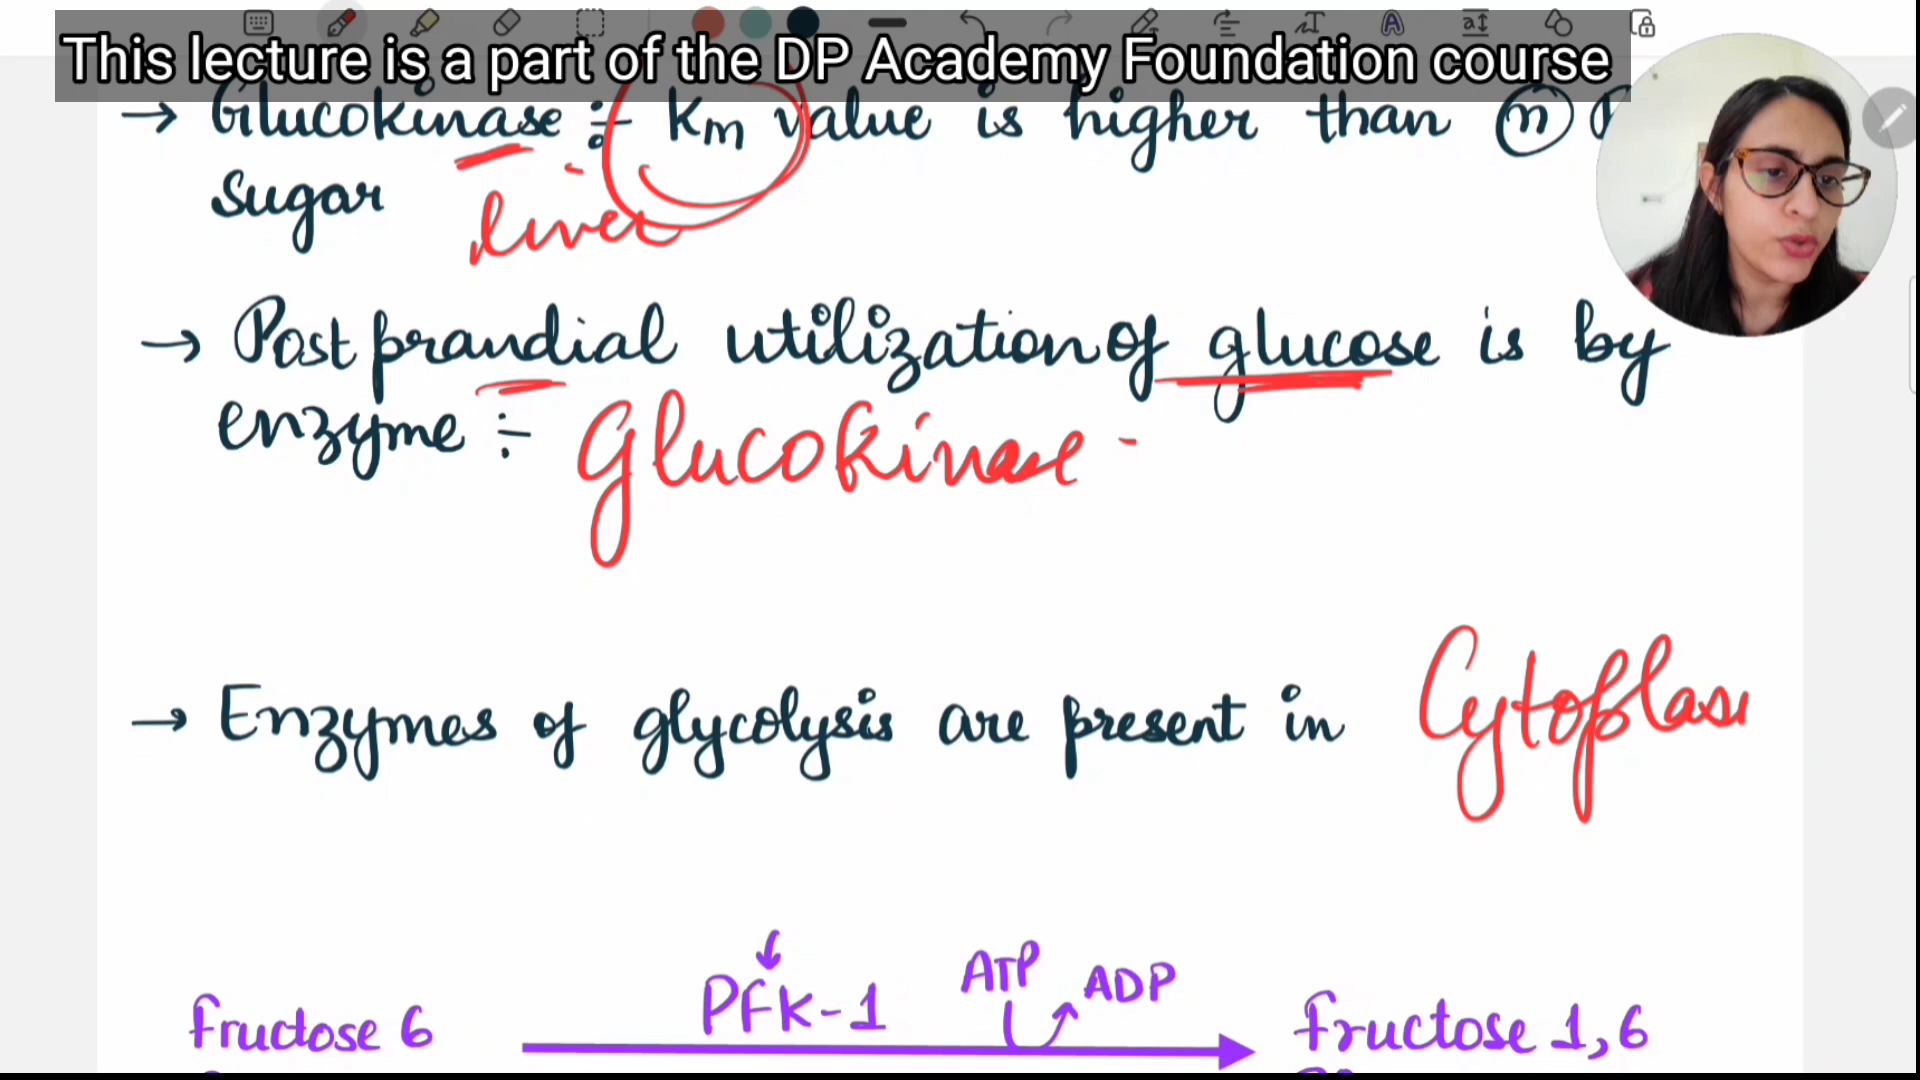 This lecture is a part of the DP Academy Foundation course
→ Glucokinase ÷ Km value is higher than n
sugar
liver
→ Post prandial utilization of glucose is by
enzyme ÷ Glucokinase -
→ Enzymes of glycolysis are present in Cytoplas
↓
PFK-1 ATP ADP
fructose 6 fructose 1,6